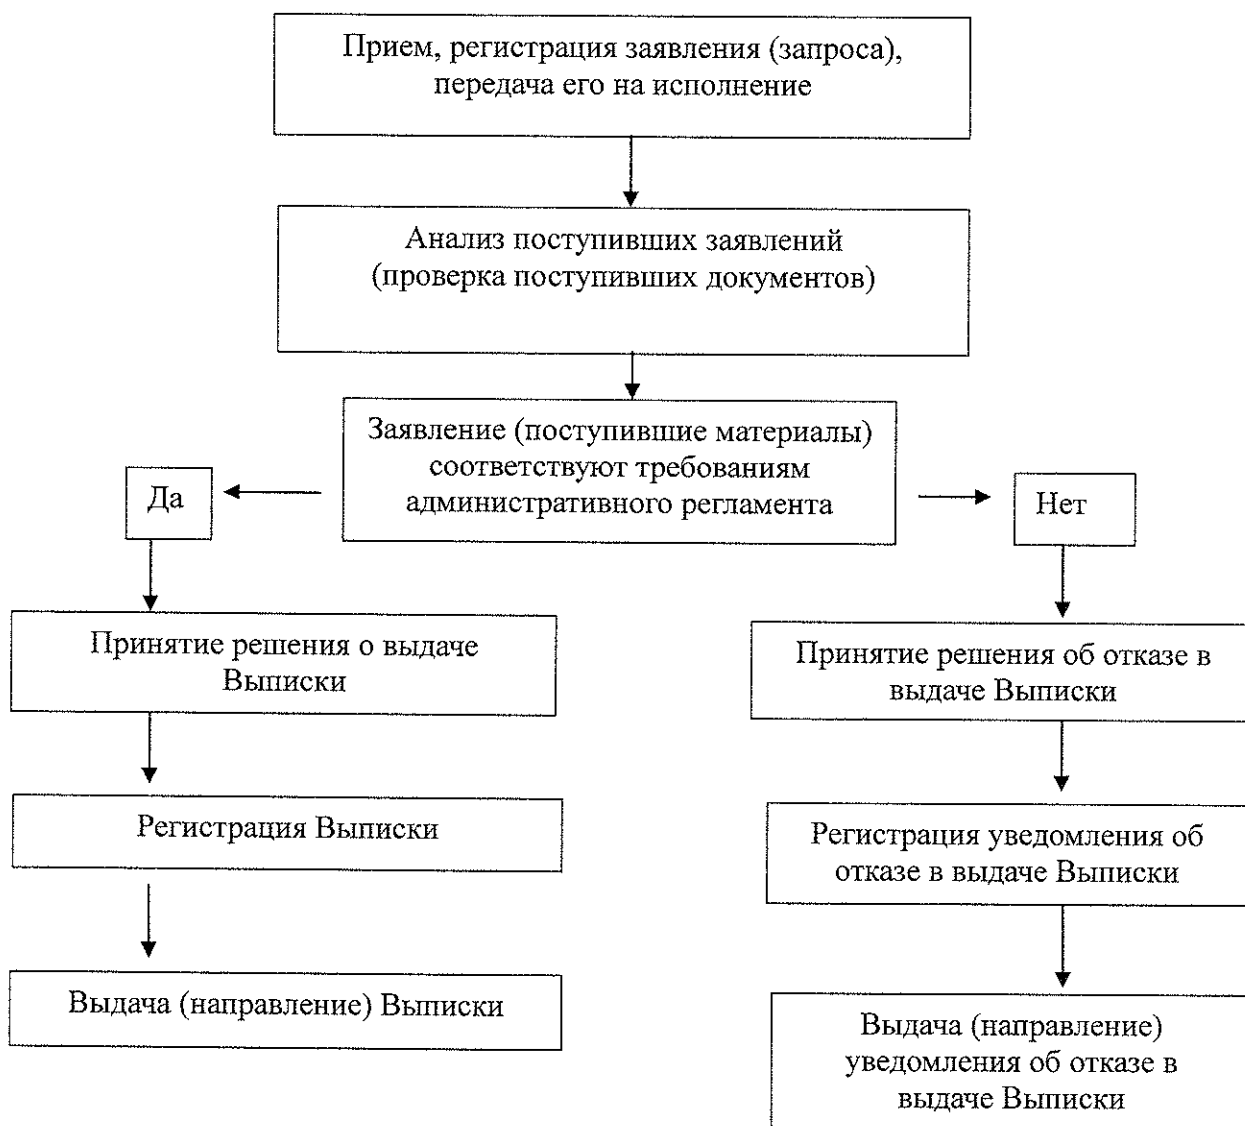 Прием, регистрация заявления (запроса),
передача его на исполнение
Анализ поступивших заявлений
(проверка поступивших документов)
Заявление (поступившие материалы)
соответствуют требованиям
административного регламента
Да
Нет
Принятие решения о выдаче
Выписки
Принятие решения об отказе в
выдаче Выписки
Регистрация Выписки
Регистрация уведомления об
отказе в выдаче Выписки
Выдача (направление) Выписки
Выдача (направление)
уведомления об отказе в
выдаче Выписки